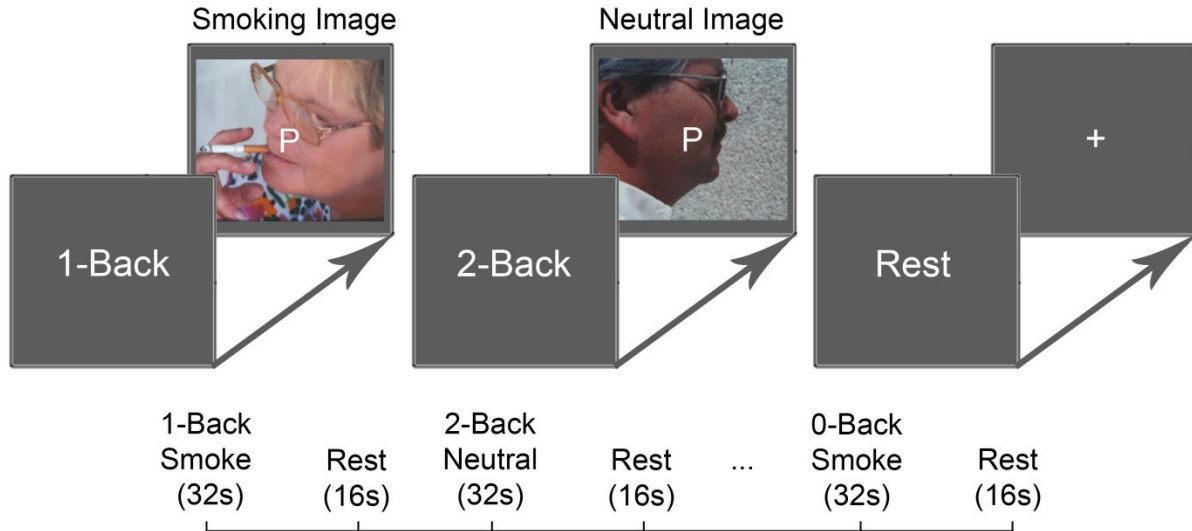 Smoking Image
Neutral Image
P
P
+
1-Back
2-Back
Rest
1-Back
Smoke
(32s)
Rest
(16s)
2-Back
Neutral
(32s)
Rest
(16s)
...
0-Back
Smoke
(32s)
Rest
(16s)